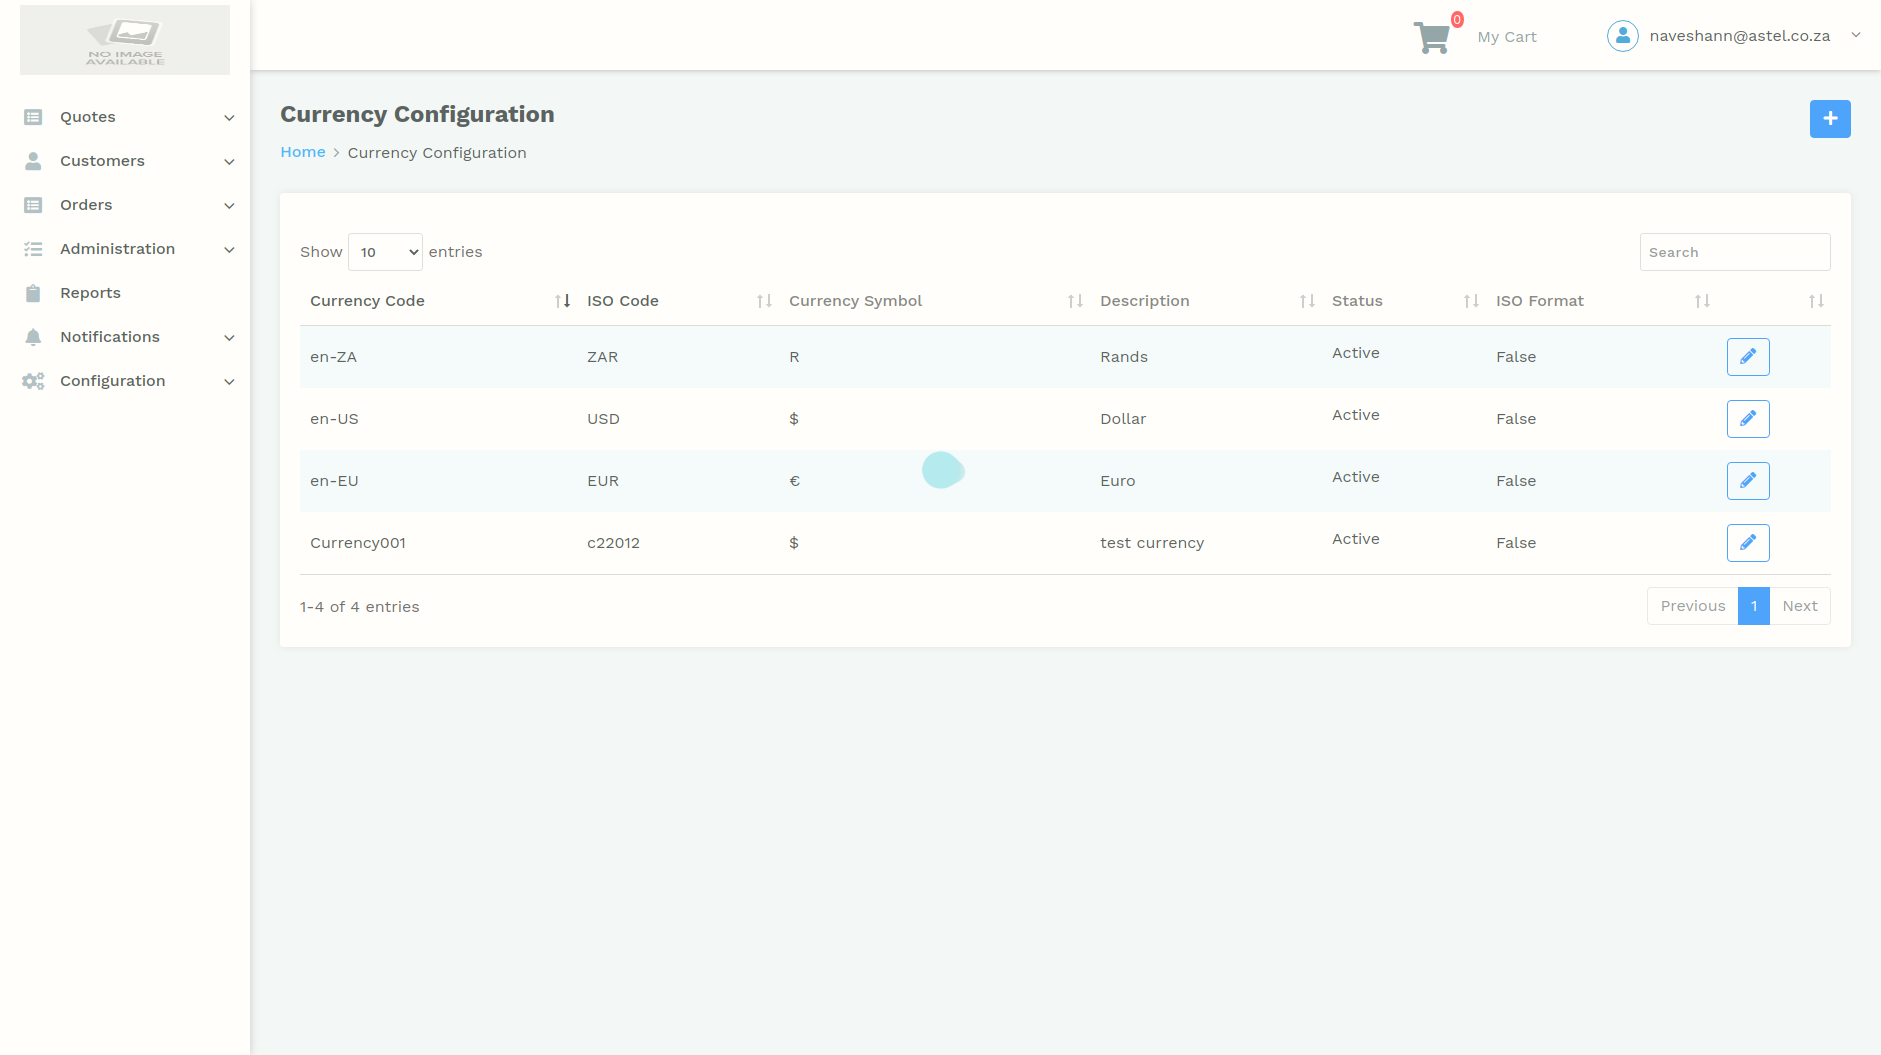 NO IMAGE
AVAILABLE
0
My Cart
naveshann@astel.co.za
Quotes
Customers
Orders
Administration
Reports
Notifications
Configuration
Currency Configuration
Home > Currency Configuration
Show 10 entries
Search
Currency Code ISO Code Currency Symbol Description Status ISO Format
en-ZA ZAR R Rands Active False
en-US USD $ Dollar Active False
en-EU EUR € Euro Active False
Currency001 c22012 $ test currency Active False
1-4 of 4 entries
Previous 1 Next